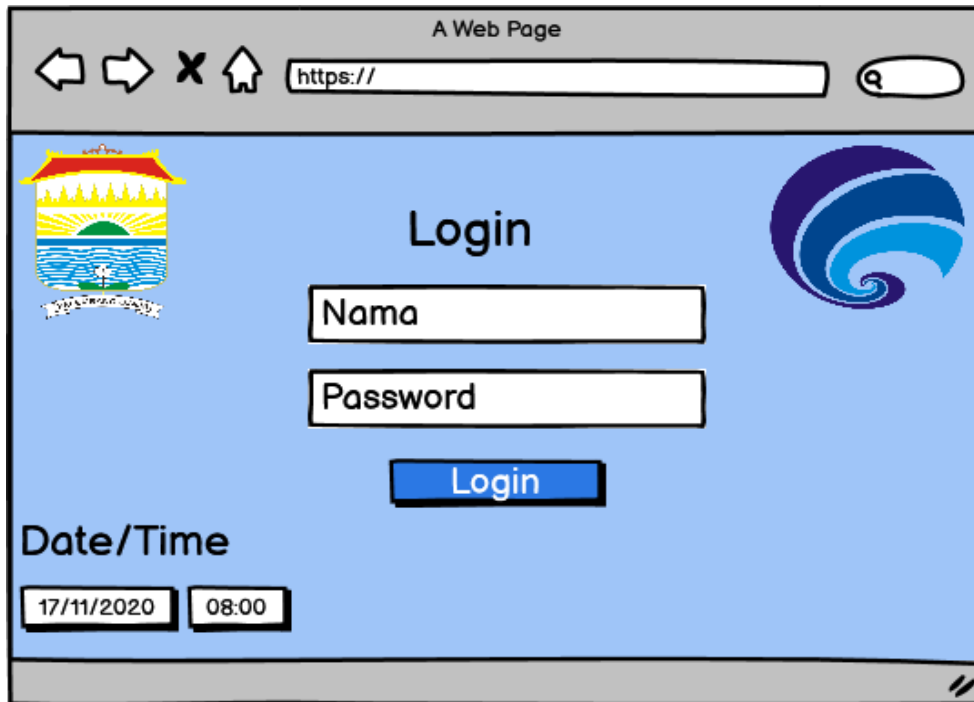 A Web Page
https://
Login
Nama
Password
Login
Date/Time
17/11/2020 08:00